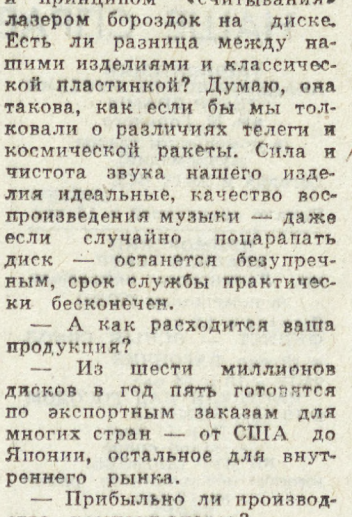 и принципом «считывания»
лазером бороздок на диске.
Есть ли разница между на-
шими изделиями и классичес-
кой пластинкой? Думаю, она
такова, как если бы мы тол-
ковали о различиях телеги и
космической ракеты. Сила и
чистота звука нашего изде-
лия идеальные, качество вос-
произведения музыки — даже
если случайно поцарапать
диск — останется безупреч-
ным, срок службы практичес-
ки бесконечен.
— А как расходится ваша
продукция?
— Из шести миллионов
дисков в год пять готовятся
по экспортным заказам для
многих стран — от США до
Японии, остальное для внут-
реннего рынка.
— Прибыльно ли производ-